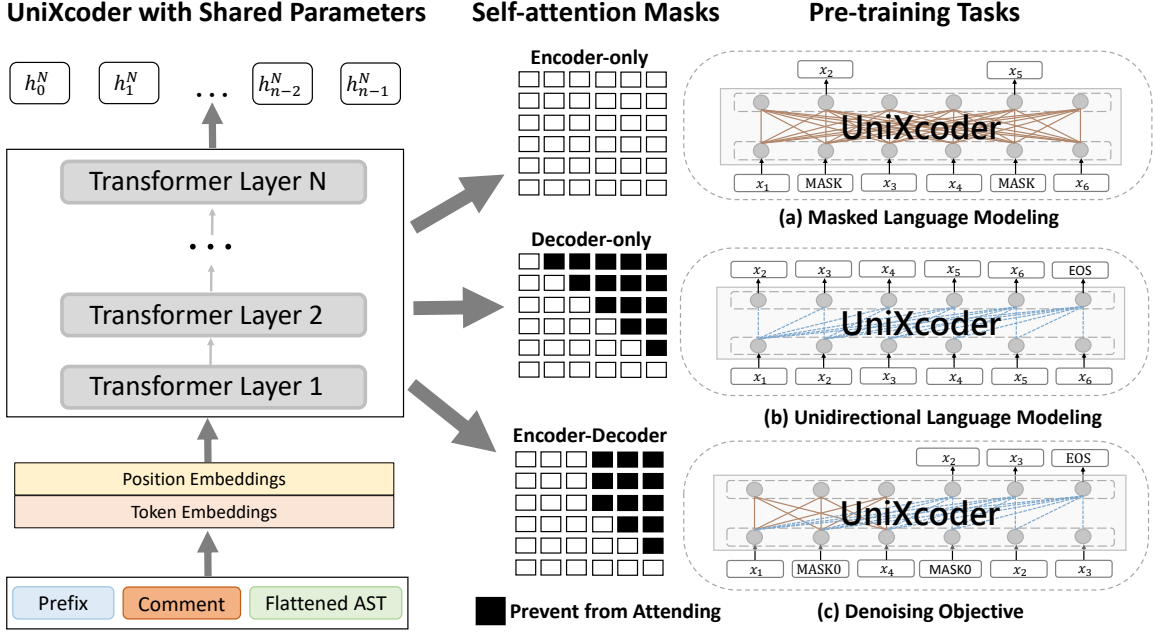 UniXcoder with Shared Parameters
h_0^N h_1^N ... h_{n-2}^N h_{n-1}^N
Transformer Layer N
...
Transformer Layer 2
Transformer Layer 1
Position Embeddings
Token Embeddings
Prefix Comment Flattened AST
Self-attention Masks
Encoder-only
Decoder-only
Encoder-Decoder
Prevent from Attending
Pre-training Tasks
x_2 x_5
UniXcoder
x_1 MASK x_3 x_4 MASK x_6
(a) Masked Language Modeling
x_2 x_3 x_4 x_5 x_6 EOS
UniXcoder
x_1 x_2 x_3 x_4 x_5 x_6
(b) Unidirectional Language Modeling
x_2 x_3 EOS
UniXcoder
x_1 MASK0 x_4 MASK0 x_2 x_3
(c) Denoising Objective